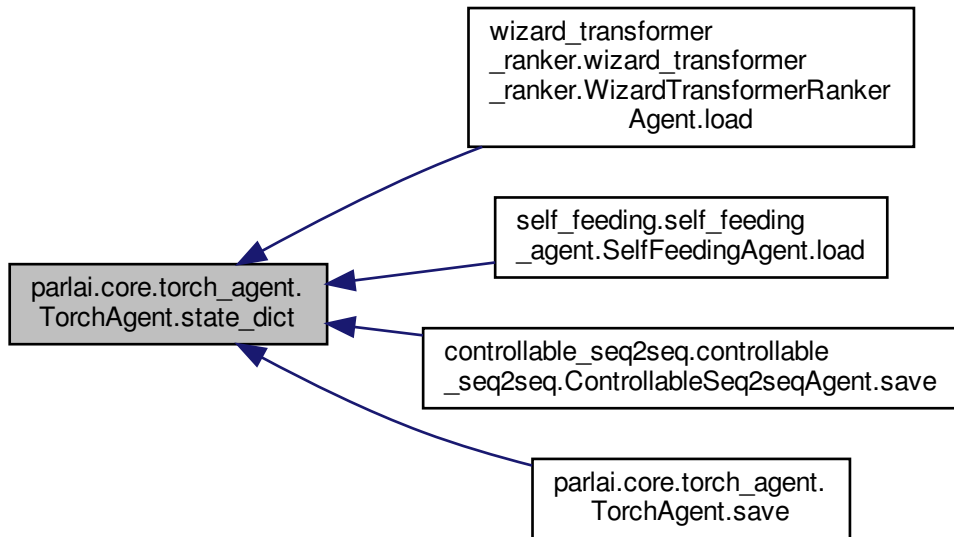 wizard_transformer
_ranker.wizard_transformer
_ranker.WizardTransformerRanker
Agent.load
self_feeding.self_feeding
_agent.SelfFeedingAgent.load
parlai.core.torch_agent.
TorchAgent.state_dict
controllable_seq2seq.controllable
_seq2seq.ControllableSeq2seqAgent.save
parlai.core.torch_agent.
TorchAgent.save